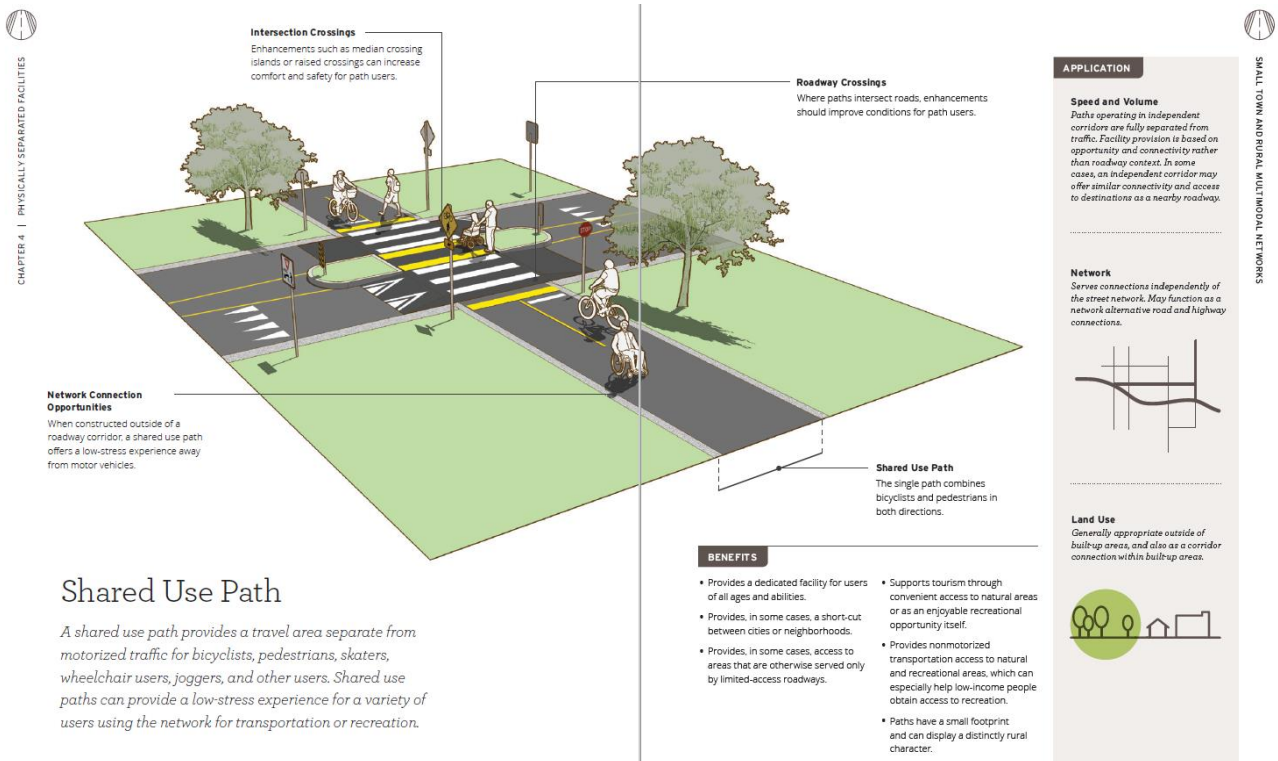 CHAPTER 4 | PHYSICALLY SEPARATED FACILITIES
Intersection Crossings
Enhancements such as median crossing
islands or raised crossings can increase
comfort and safety for path users.
Roadway Crossings
Where paths intersect roads, enhancements
should improve conditions for path users.
Network Connection
Opportunities
When constructed outside of a
roadway corridor, a shared use path
offers a low-stress experience away
from motor vehicles.
STOP
Shared Use Path
The single path combines
bicyclists and pedestrians in
both directions.
Shared Use Path
A shared use path provides a travel area separate from
motorized traffic for bicyclists, pedestrians, skaters,
wheelchair users, joggers, and other users. Shared use
paths can provide a low-stress experience for a variety of
users using the network for transportation or recreation.
BENEFITS
• Provides a dedicated facility for users
of all ages and abilities.
• Provides, in some cases, a short-cut
between cities or neighborhoods.
• Provides, in some cases, access to
areas that are otherwise served only
by limited-access roadways.
• Supports tourism through
convenient access to natural areas
or as an enjoyable recreational
opportunity itself.
• Provides nonmotorized
transportation access to natural
and recreational areas, which can
especially help low-income people
obtain access to recreation.
• Paths have a small footprint
and can display a distinctly rural
character.
APPLICATION
Speed and Volume
Paths operating in independent
corridors are fully separated from
traffic. Facility provision is based on
opportunity and connectivity rather
than roadway context. In some
cases, an independent corridor may
offer similar connectivity and access
to destinations as a nearby roadway.
Network
Serves connections independently of
the street network. May function as a
network alternative road and highway
connections.
Land Use
Generally appropriate outside of
built-up areas, and also as a corridor
connection within built-up areas.
SMALL TOWN AND RURAL MULTIMODAL NETWORKS